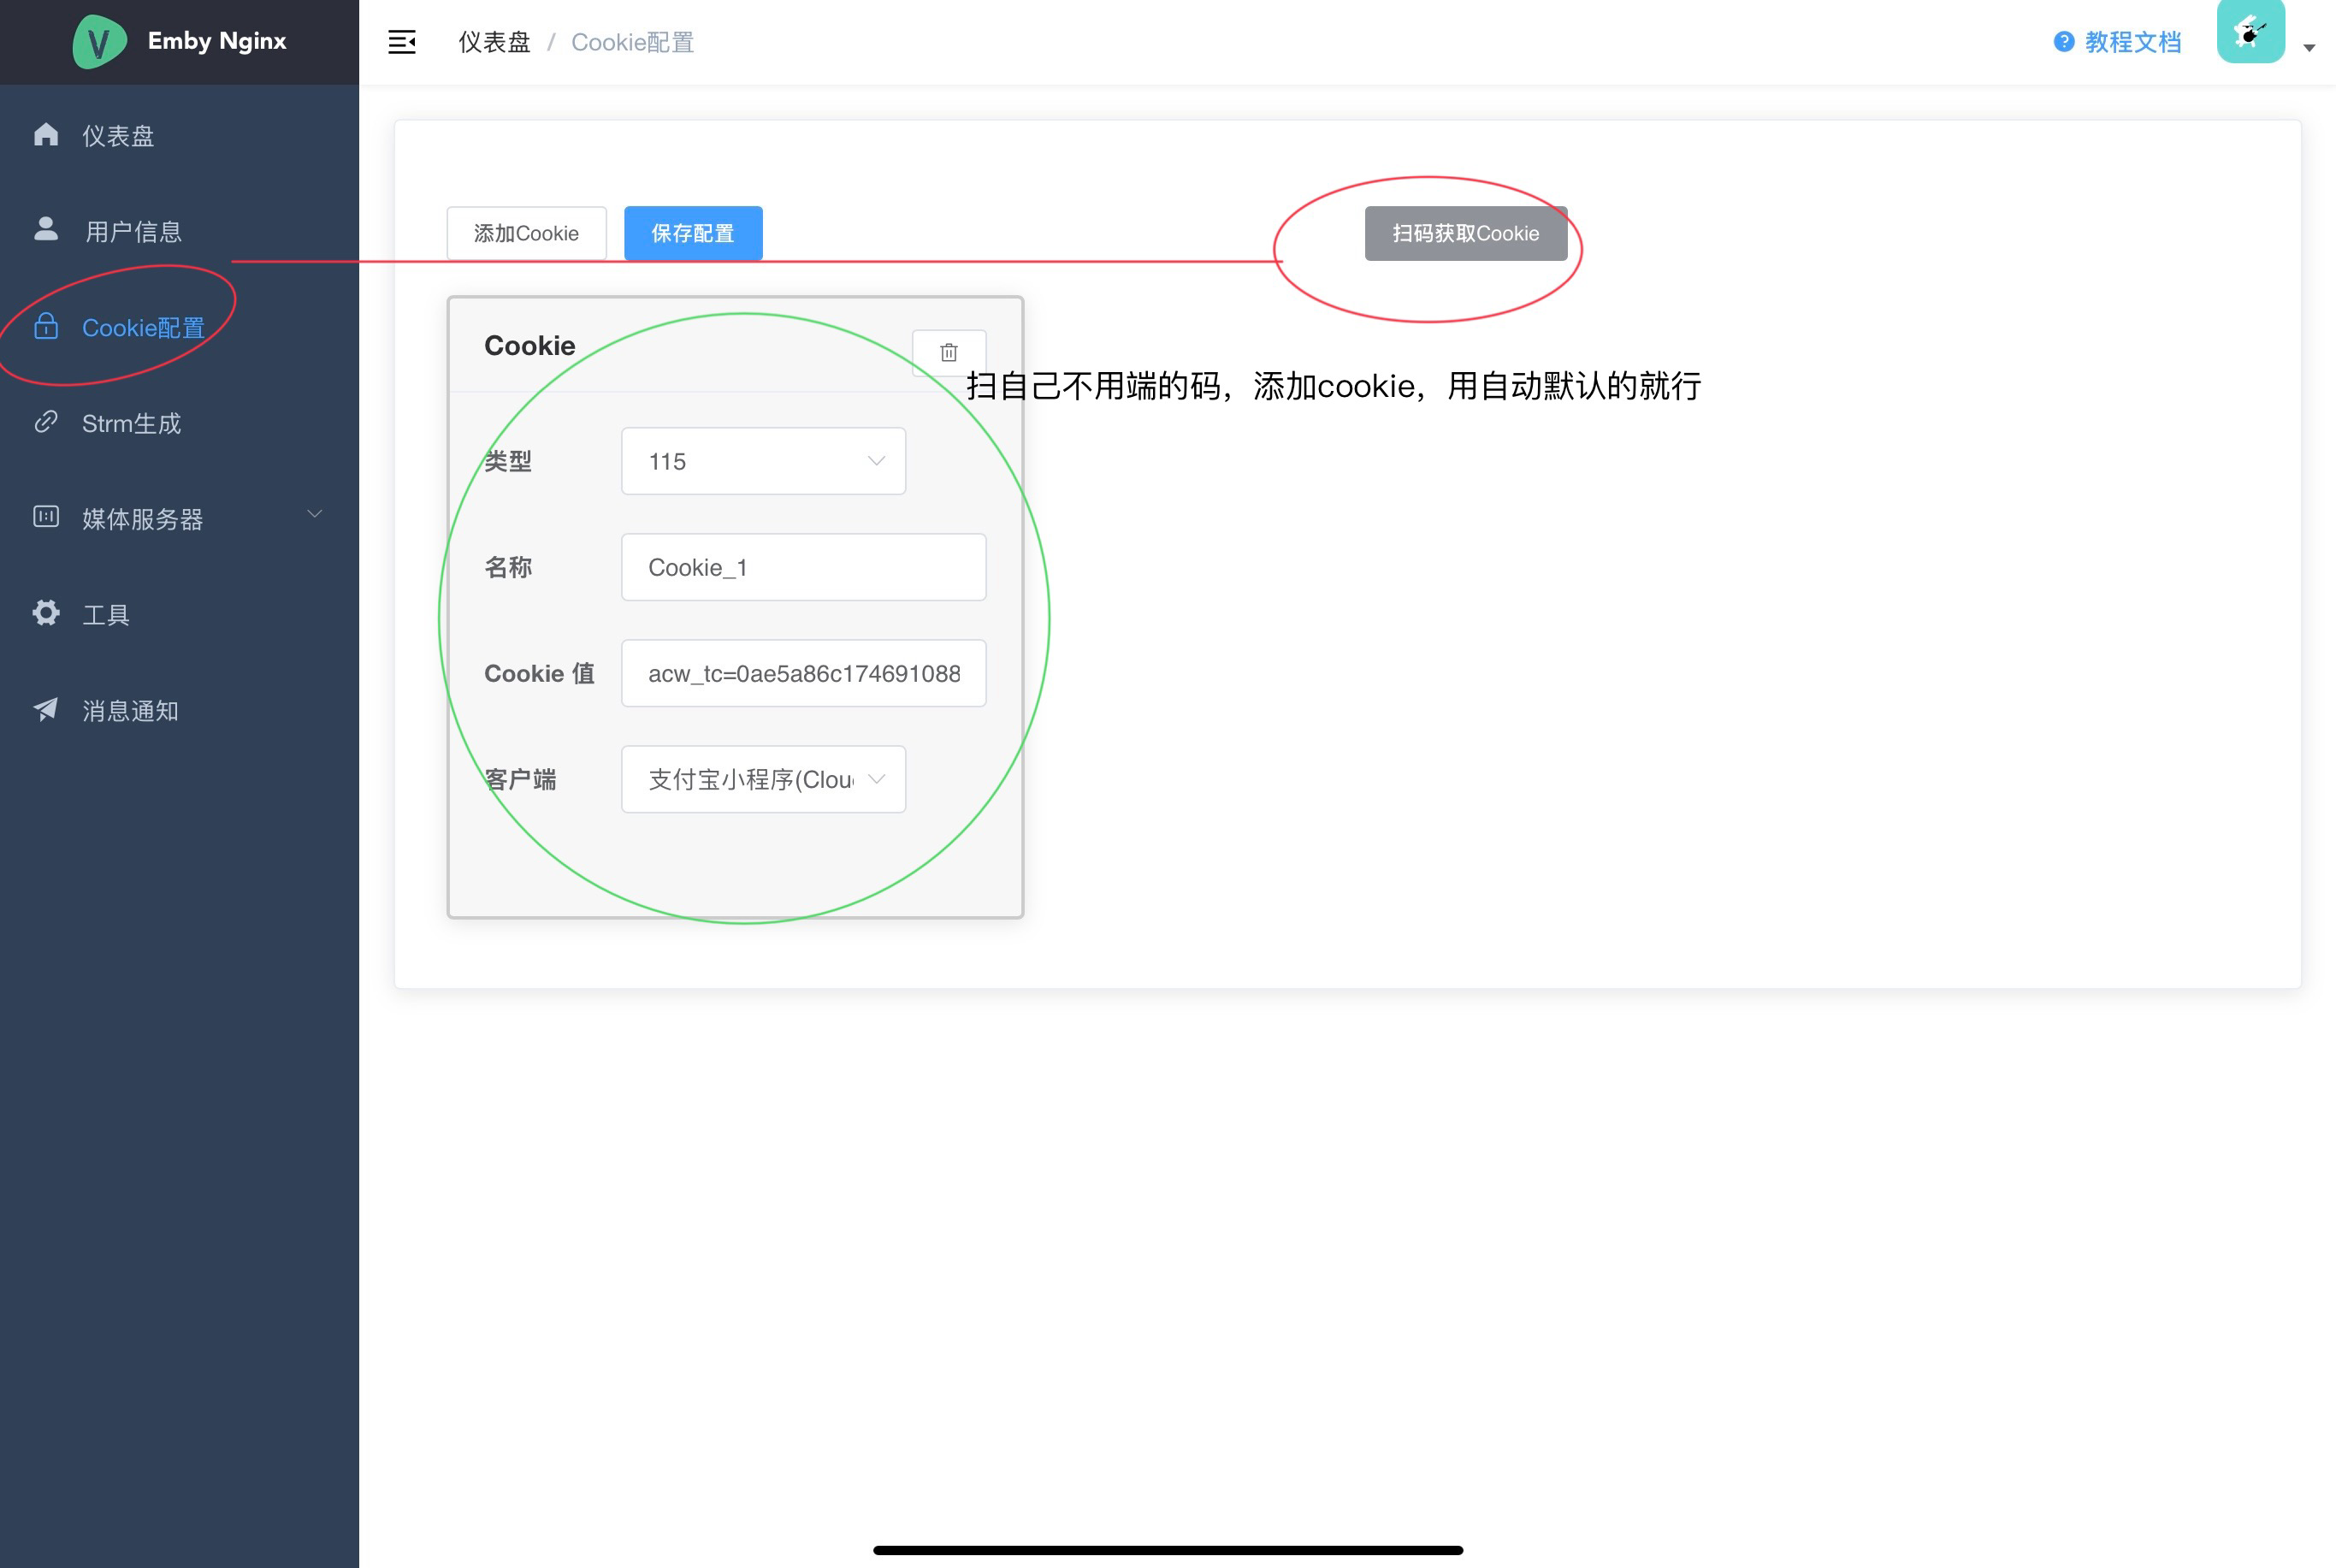 Emby Nginx
仪表盘 / Cookie配置
教程文档
仪表盘
用户信息
Cookie配置
Strm生成
媒体服务器
工具
消息通知
添加Cookie
保存配置
扫码获取Cookie
Cookie
扫自己不用端的码，添加cookie，用自动默认的就行
类型
115
名称
Cookie_1
Cookie 值
acw_tc=0ae5a86c174691088
客户端
支付宝小程序(Clou